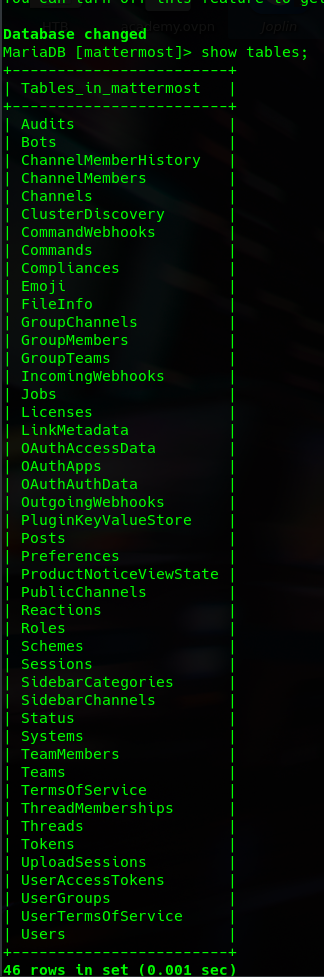 You can turn off this feature to get
Database changed
MariaDB [mattermost]> show tables;
+------------------------+
| Tables_in_mattermost   |
+------------------------+
| Audits                 |
| Bots                   |
| ChannelMemberHistory   |
| ChannelMembers         |
| Channels               |
| ClusterDiscovery       |
| CommandWebhooks        |
| Commands               |
| Compliances            |
| Emoji                  |
| FileInfo               |
| GroupChannels          |
| GroupMembers           |
| GroupTeams             |
| IncomingWebhooks       |
| Jobs                   |
| Licenses               |
| LinkMetadata           |
| OAuthAccessData        |
| OAuthApps              |
| OAuthAuthData          |
| OutgoingWebhooks       |
| PluginKeyValueStore    |
| Posts                  |
| Preferences            |
| ProductNoticeViewState |
| PublicChannels         |
| Reactions              |
| Roles                  |
| Schemes                |
| Sessions               |
| SidebarCategories      |
| SidebarChannels        |
| Status                 |
| Systems                |
| TeamMembers            |
| Teams                  |
| TermsOfService         |
| ThreadMemberships      |
| Threads                |
| Tokens                 |
| UploadSessions         |
| UserAccessTokens       |
| UserGroups             |
| UserTermsOfService     |
| Users                  |
+------------------------+
46 rows in set (0.001 sec)